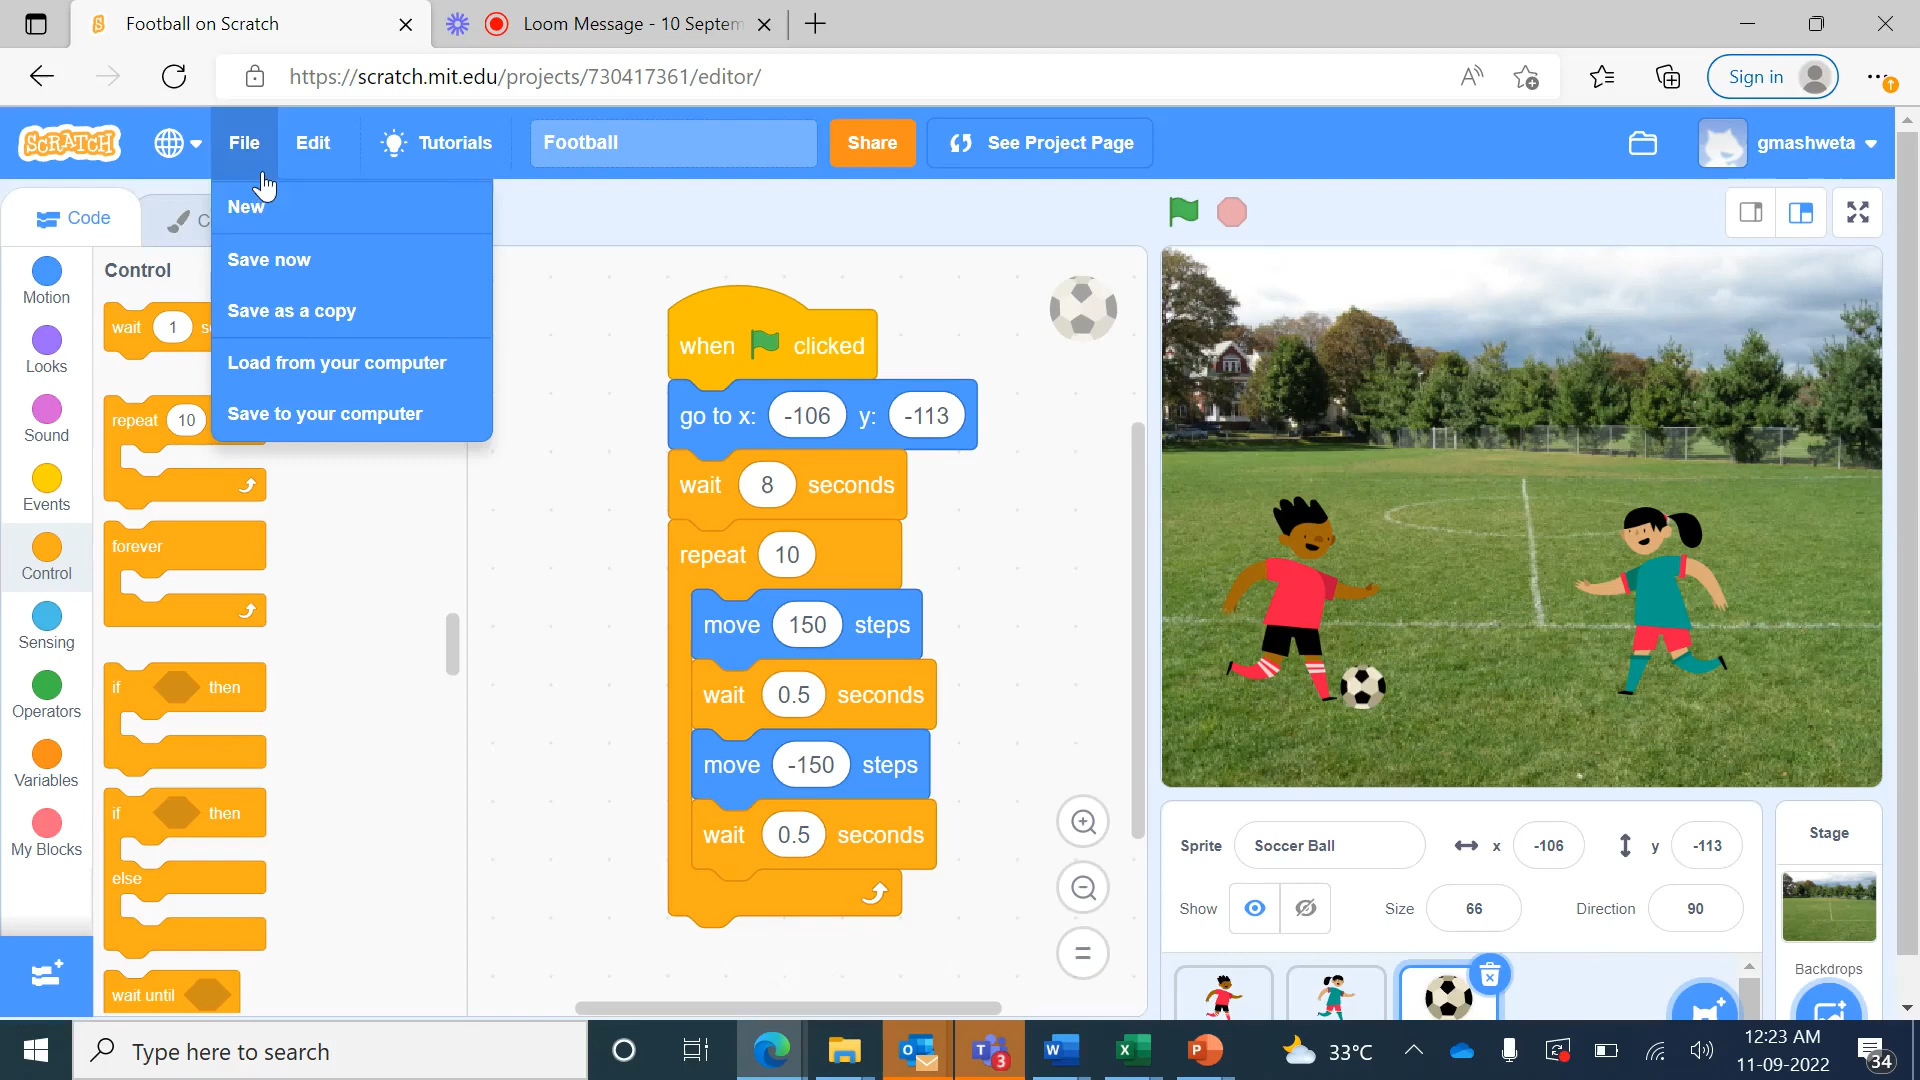 Football on Scratch
Loom Message - 10 Septem
https://scratch.mit.edu/projects/730417361/editor/
Sign in
SCRATCH
File
Edit
Tutorials
Football
Share
See Project Page
gmashweta
New
Save now
Save as a copy
Load from your computer
Save to your computer
Code
C
Motion
Looks
Sound
Events
Control
Sensing
Operators
Variables
My Blocks
Control
wait 1 s
repeat 10
forever
if then
if then
else
wait until
when clicked
go to x: -106 y: -113
wait 8 seconds
repeat 10
move 150 steps
wait 0.5 seconds
move -150 steps
wait 0.5 seconds
Sprite Soccer Ball x -106 y -113
Show Size 66 Direction 90
Stage
Backdrops
Type here to search
3
33°C
12:23 AM
11-09-2022
34